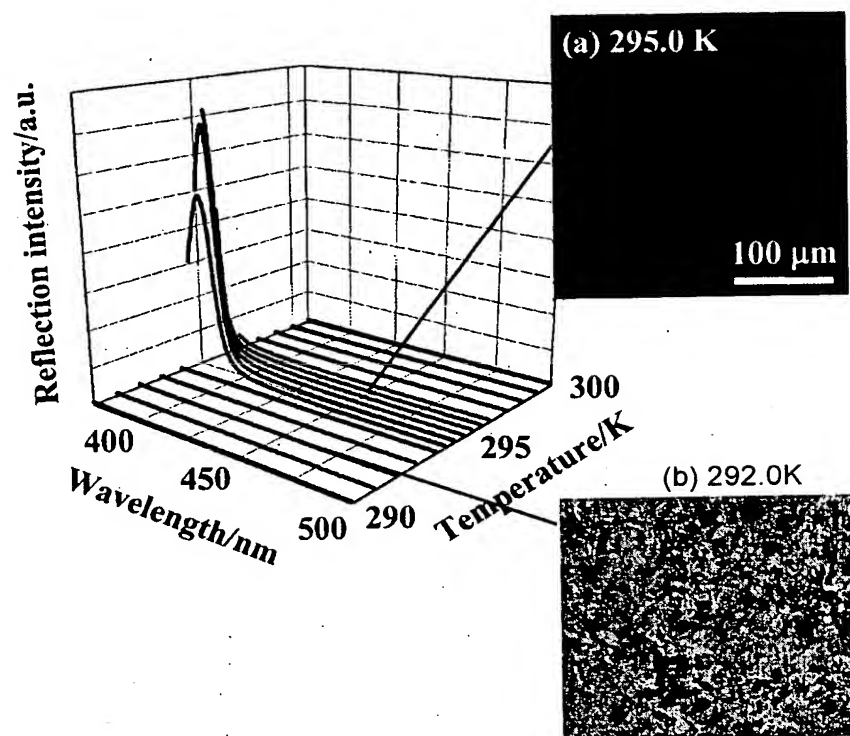 (a) 295.0 K
100 μm
Reflection intensity/a.u.
400
450
500
Wavelength/nm
290
295
300
Temperature/K
(b) 292.0K